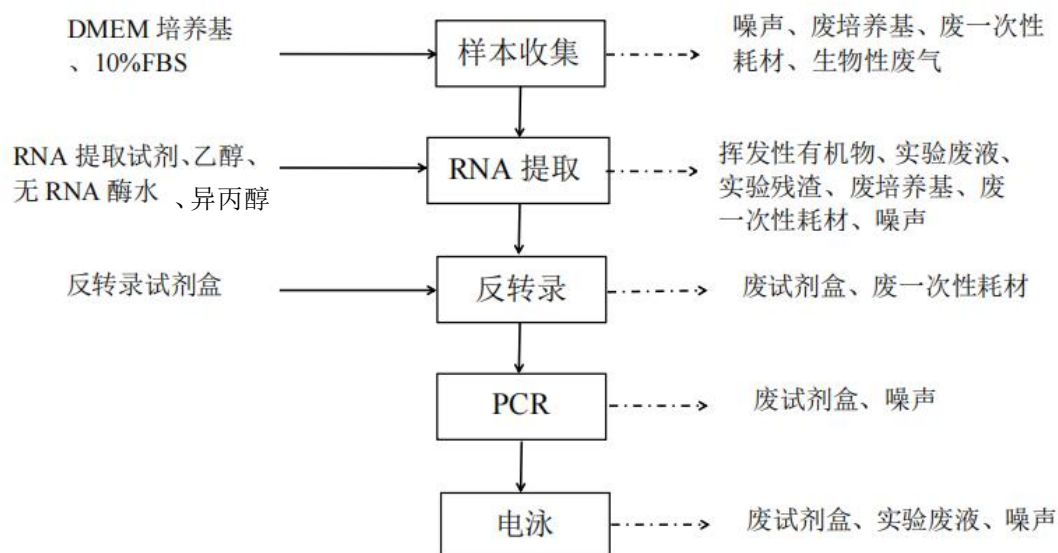 DMEM 培养基
、10%FBS
样本收集
噪声、废培养基、废一次性
耗材、生物性废气
RNA 提取试剂、乙醇、
无 RNA 酶水 、异丙醇
RNA 提取
挥发性有机物、实验废液、
实验残渣、废培养基、废
一次性耗材、噪声
反转录试剂盒
反转录
废试剂盒、废一次性耗材
PCR
废试剂盒、噪声
电泳
废试剂盒、实验废液、噪声